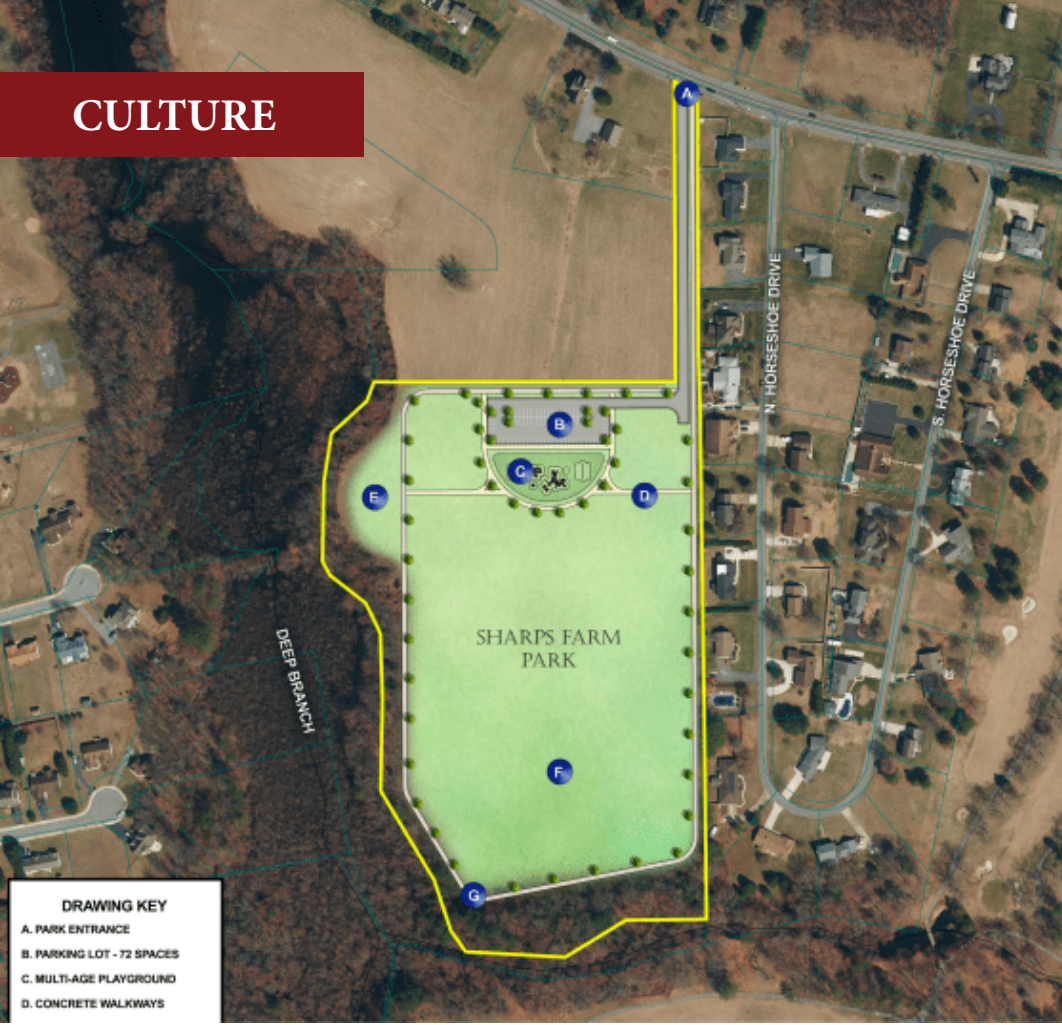 CULTURE
A
N. HORSESHOE DRIVE
S. HORSESHOE DRIVE
B
C
D
E
SHARPS FARM
PARK
DEEP BRANCH
F
G
DRAWING KEY
A. PARK ENTRANCE
B. PARKING LOT - 72 SPACES
C. MULTI-AGE PLAYGROUND
D. CONCRETE WALKWAYS